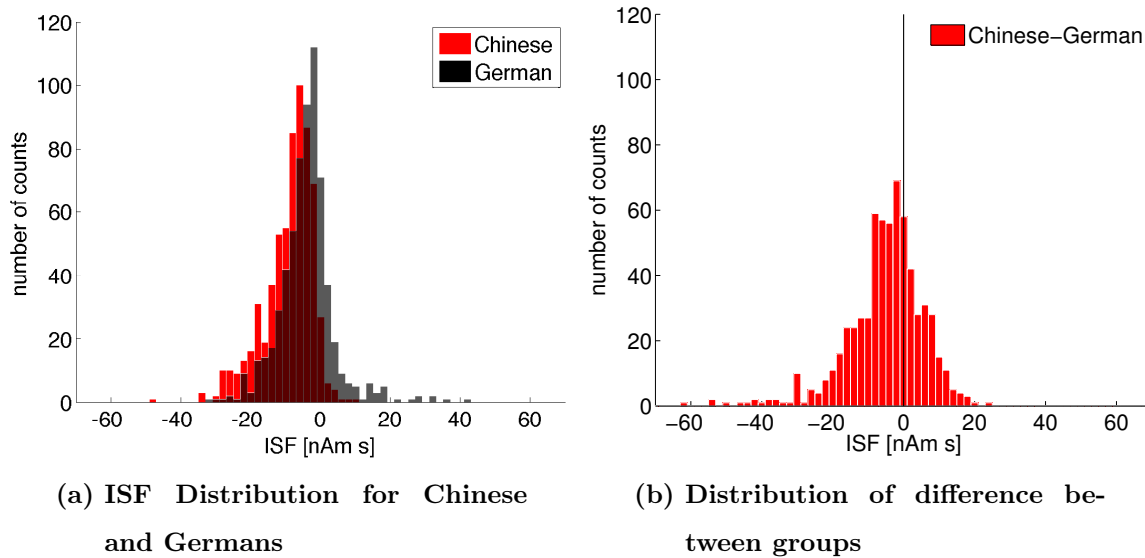 120
100
80
60
40
20
0
number of counts
Chinese
German
-60 -40 -20 0 20 40 60
ISF [nAm s]
(a) ISF Distribution for Chinese
and Germans
120
100
80
60
40
20
0
number of counts
Chinese−German
−60 −40 −20 0 20 40 60
ISF [nAm s]
(b) Distribution of difference be-
tween groups